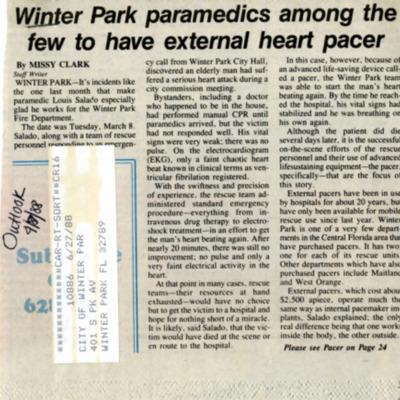 Winter Park paramedics among the
few to have external heart pacer
By MISSY CLARK
Staff Writer
WINTER PARK—It's incidents like
the one last month that make
paramedic Louis Salado especially
glad he works for the Winter Park
Fire Department.
The date was Tuesday, March 8.
Salado, along with a team of rescue
personnel responding to an emergen-
cy call from Winter Park City Hall,
discovered an elderly man had suf-
fered a serious heart attack during a
city commission meeting.
Bystanders, including a doctor
who happened to be in the house,
had performed manual CPR until
paramedics arrived, but the victim
had not responded well. His vital
signs were very weak; there was no
pulse. On the electrocardiogram
(EKG), only a faint chaotic heart
beat known in clinical terms as ven-
tricular fibrillation registered.
With the swiftness and precision
of experience, the rescue team ad-
ministered standard emergency
procedure—everything from in-
travenous drug therapy to electro-
shock treatment—in an effort to get
the man's heart beating again. After
nearly 20 minutes, there was still no
improvement; no pulse and only a
very faint electrical activity in the
heart.
At that point in many cases, rescue
teams—their resources at hand
exhausted—would have no choice
but to get the victim to a hospital and
hope for nothing short of a miracle.
It is likely, said Salado, that the vic-
tim would have died at the scene or
en route to the hospital.
In this case, however, because of
an advanced life-saving device call-
ed a pacer, the Winter Park team
was able to start the man's heart
beating again. By the time he reach-
ed the hospital, his vital signs had
stabilized and he was breathing on
his own again.
Although the patient did die
several days later, it is the successful
on-the-scene efforts of the rescue
personnel and their use of advanced
lifesustaining equipment—the pacer,
specifically—that are the focus of
this story.
External pacers have been in use
by hospitals for about 20 years, but
have only been available for mobile
rescue use since last year. Winter
Park is one of very few depart-
ments in the Central Florida area that
have purchased pacers. It has two,
one for each of its rescue units.
Other departments which have also
purchased pacers include Maitland
and West Orange.
External pacers, which cost about
$2,500 apiece, operate much the
same way as internal pacemaker im-
plants, Salado explained; the only
real difference being that one works
inside the body, the other outside.
Please see Pacer on Page 24
Outlook
CAR-RT-SORT**CR16
100886 6/27/88
CITY OF WINTER PAR
401 S PK AV
WINTER PARK FL 32789
Su
628